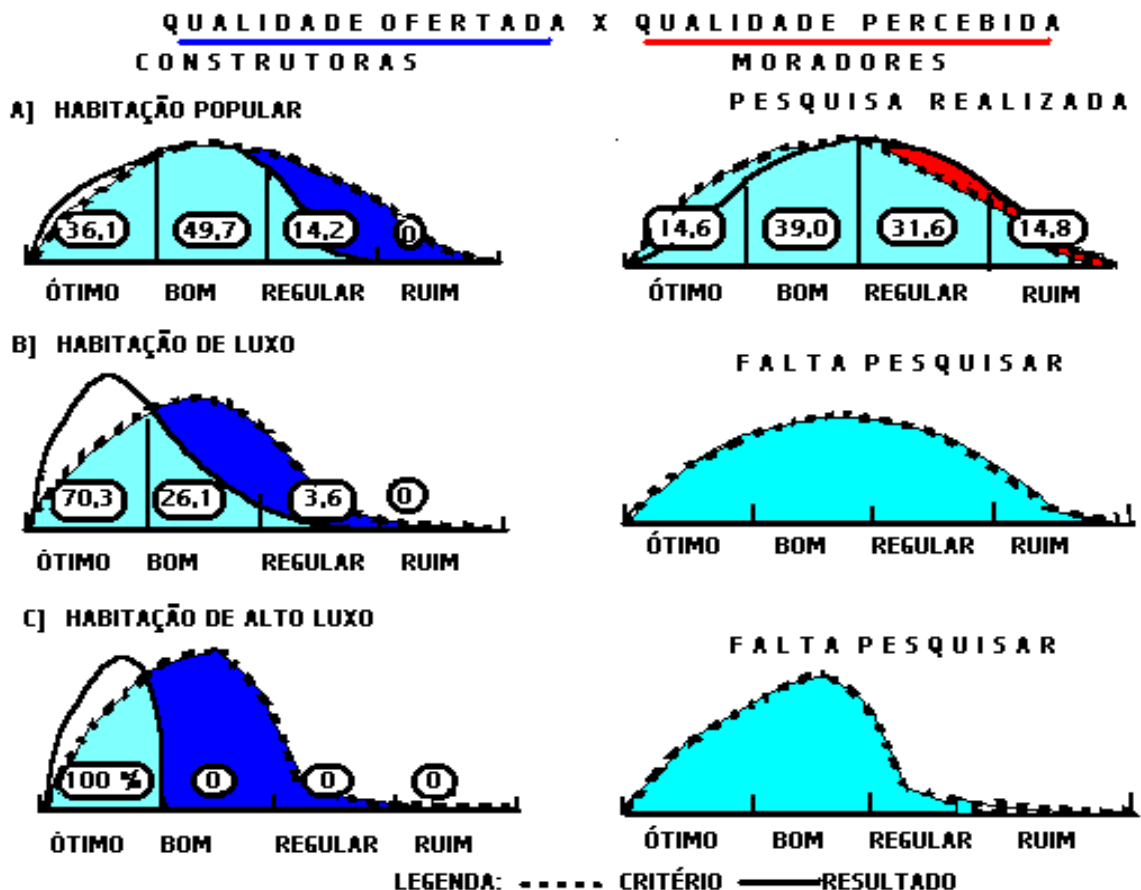 QUALIDADE OFERTADA X QUALIDADE PERCEBIDA
CONSTRUTORAS MORADORES
A] HABITAÇÃO POPULAR PESQUISA REALIZADA
36,1 49,7 14,2 0 14,6 39,0 31,6 14,8
ÓTIMO BOM REGULAR RUIM ÓTIMO BOM REGULAR RUIM
B] HABITAÇÃO DE LUXO FALTA PESQUISAR
70,3 26,1 3,6 0
ÓTIMO BOM REGULAR RUIM ÓTIMO BOM REGULAR RUIM
C] HABITAÇÃO DE ALTO LUXO FALTA PESQUISAR
100 % 0 0 0
ÓTIMO BOM REGULAR RUIM ÓTIMO BOM REGULAR RUIM
LEGENDA: CRITÉRIO RESULTADO